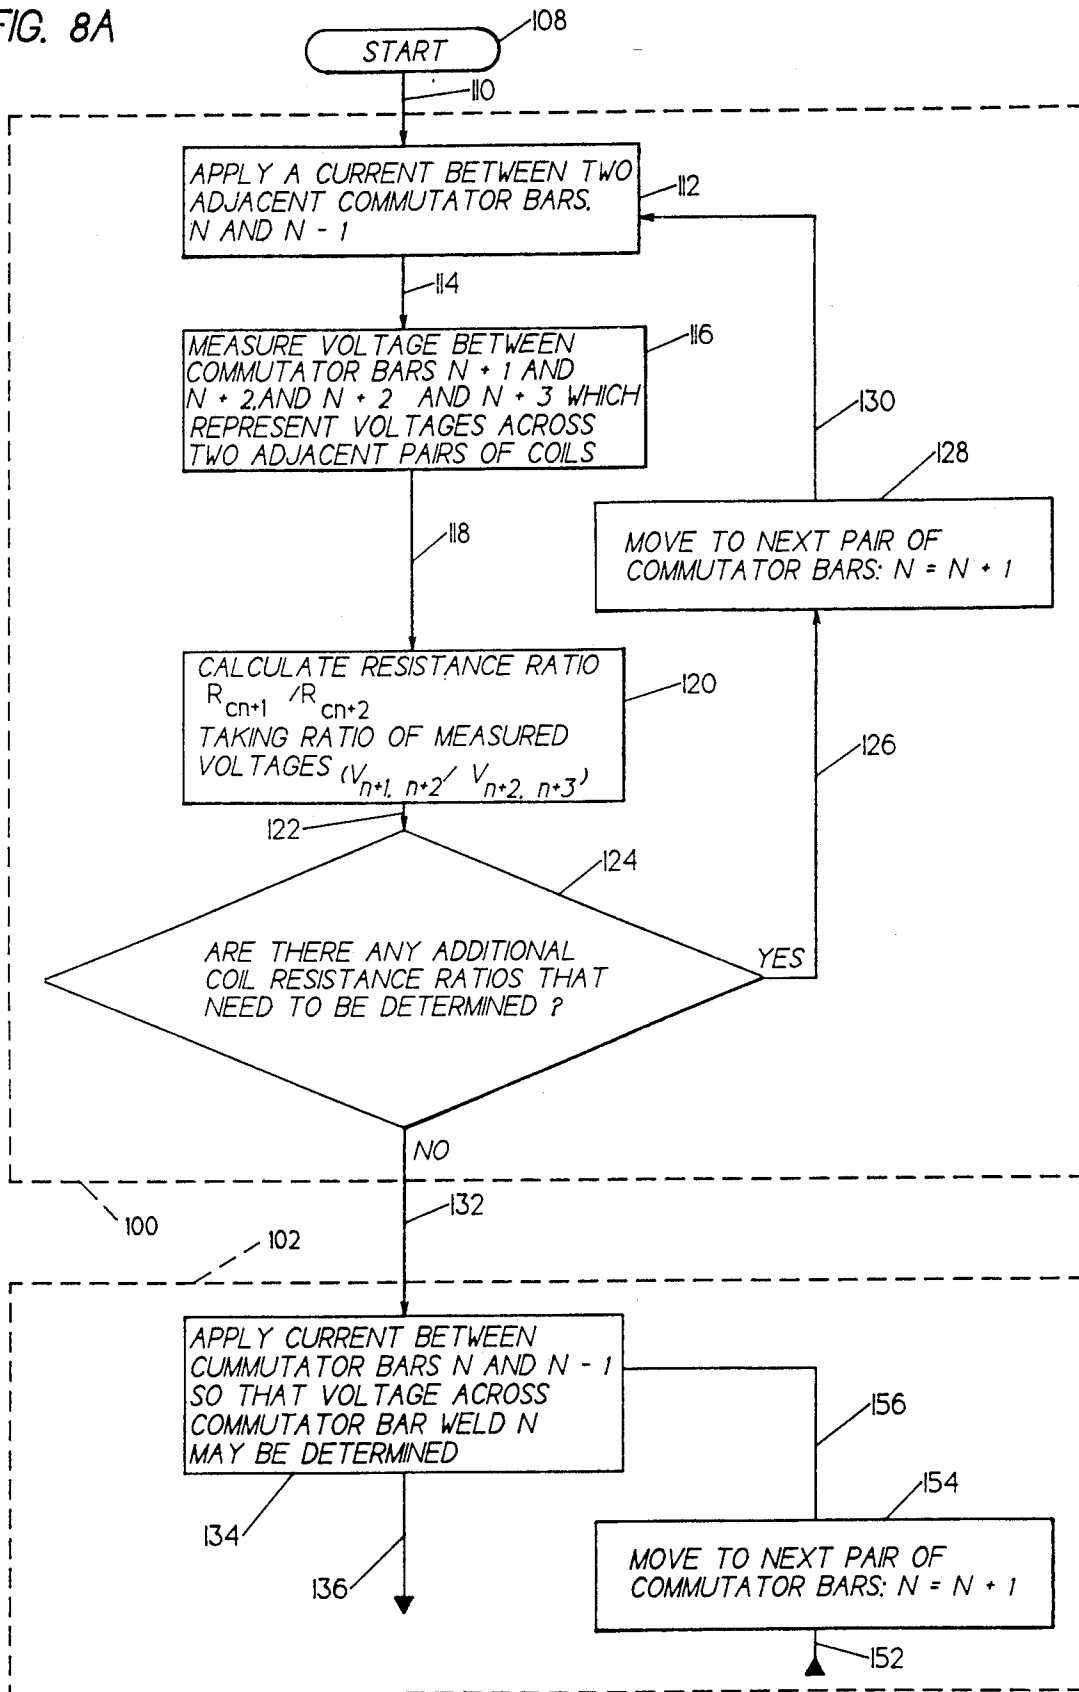 FIG. 8A
START
108
110
APPLY A CURRENT BETWEEN TWO
ADJACENT COMMUTATOR BARS.
N AND N - 1
112
114
MEASURE VOLTAGE BETWEEN
COMMUTATOR BARS N + 1 AND
N + 2, AND N + 2 AND N + 3 WHICH
REPRESENT VOLTAGES ACROSS
TWO ADJACENT PAIRS OF COILS
116
130
128
118
MOVE TO NEXT PAIR OF
COMMUTATOR BARS: N = N + 1
CALCULATE RESISTANCE RATIO
Rcn+1 /Rcn+2
TAKING RATIO OF MEASURED
VOLTAGES (Vn+1, n+2/ Vn+2, n+3)
120
126
122
124
ARE THERE ANY ADDITIONAL
COIL RESISTANCE RATIOS THAT
NEED TO BE DETERMINED ?
YES
NO
100
132
102
APPLY CURRENT BETWEEN
CUMMUTATOR BARS N AND N - 1
SO THAT VOLTAGE ACROSS
COMMUTATOR BAR WELD N
MAY BE DETERMINED
156
154
134
136
MOVE TO NEXT PAIR OF
COMMUTATOR BARS: N = N + 1
152